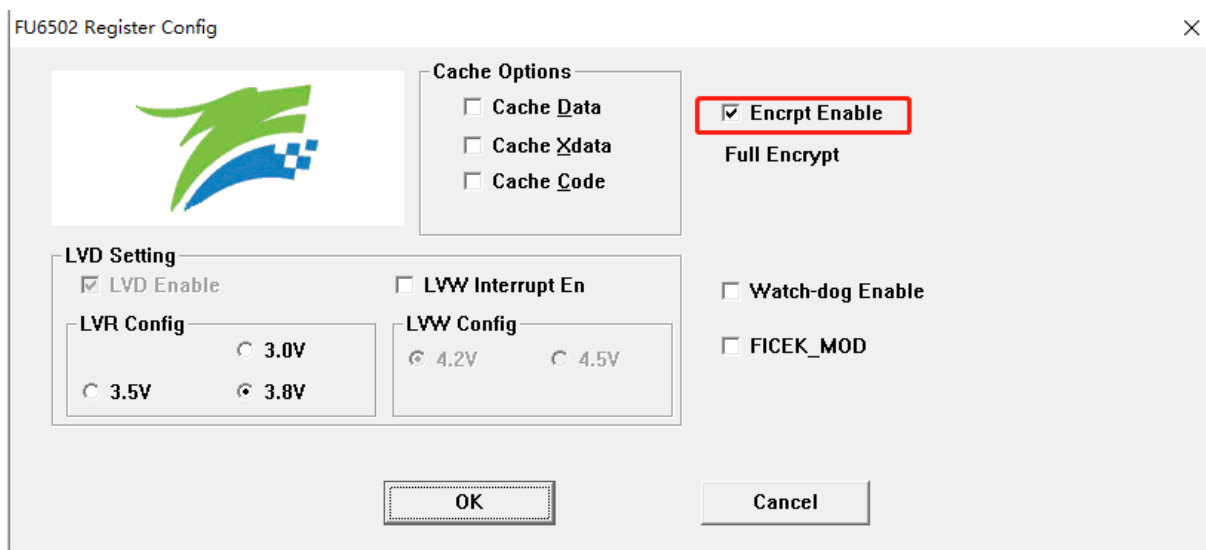 FU6502 Register Config
Cache Options
Cache Data
Cache Xdata
Cache Code
Encrpt Enable
Full Encrypt
LVD Setting
LVD Enable
LVW Interrupt En
LVR Config
3.0V
3.5V
3.8V
LVW Config
4.2V
4.5V
Watch-dog Enable
FICEK_MOD
OK
Cancel